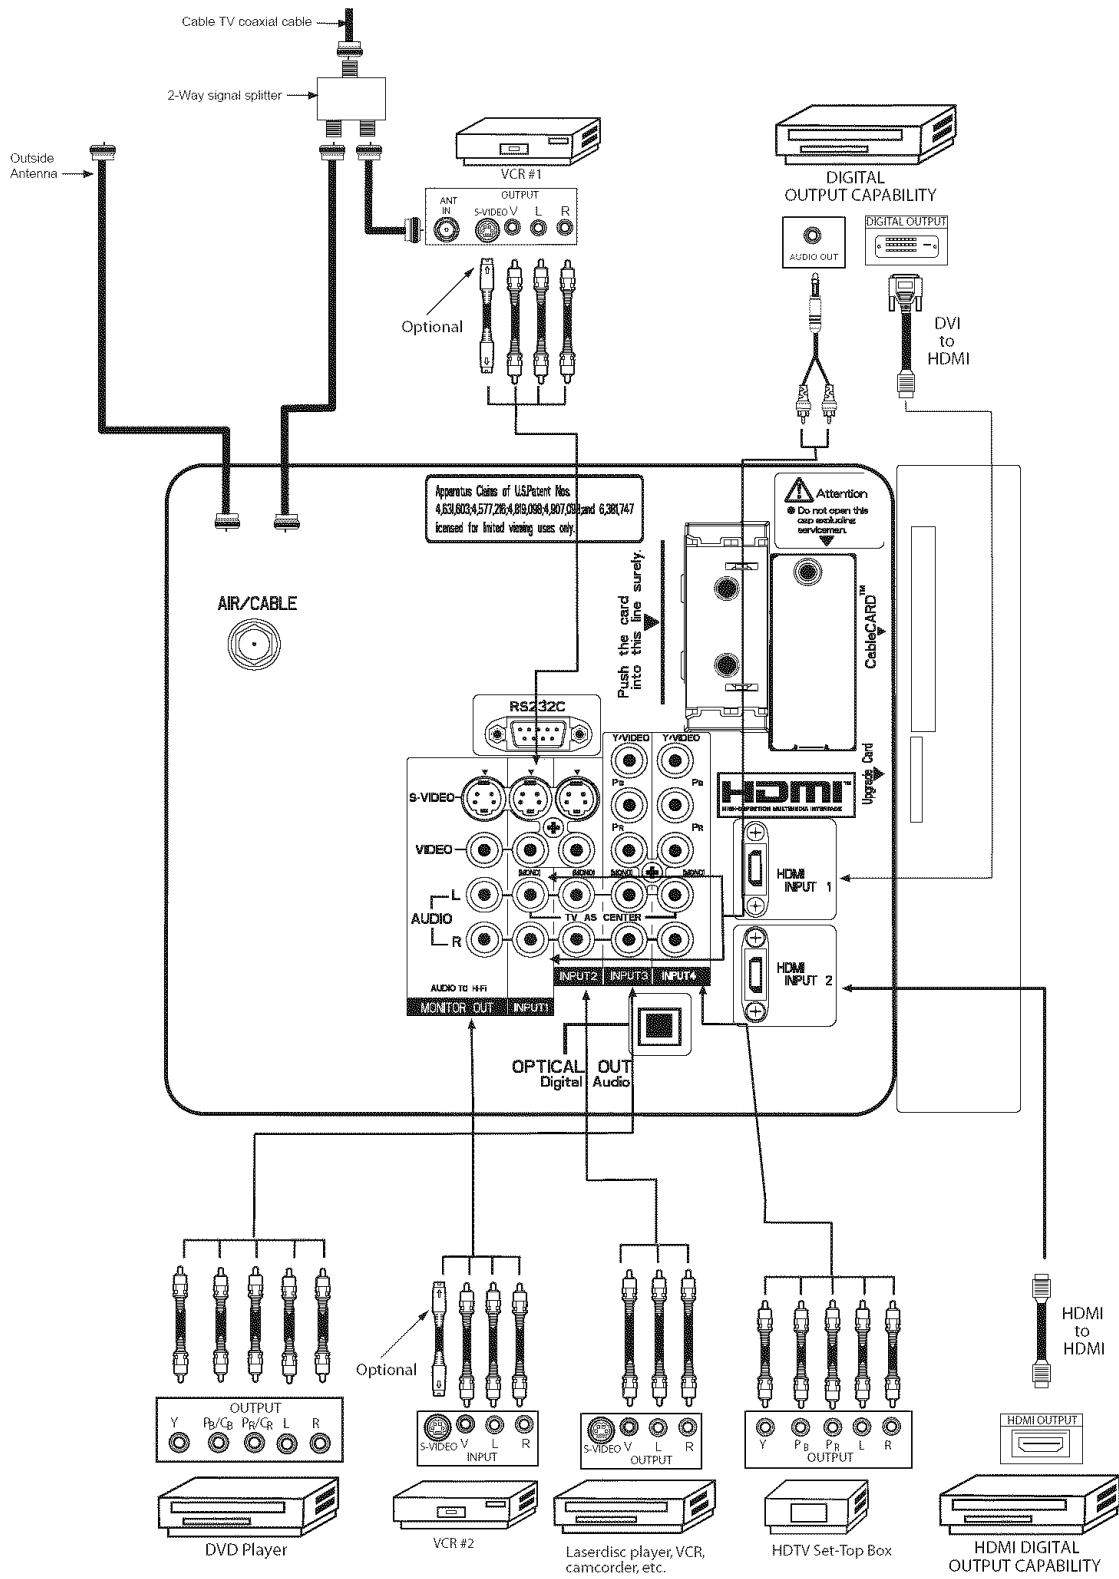 Cable TV coaxial cable
2-Way signal splitter
Outside
Antenna
VCR #1
OUTPUT
ANT
IN
S-VIDEO V L R
Optional
DIGITAL
OUTPUT CAPABILITY
AUDIO OUT
DIGITAL OUTPUT
DVI
to
HDMI
Apparatus Claims of U.S.Patent Nos.
4,631,603;4,577,216;4,819,098;4,907,093;and 6,381,747
licensed for limited viewing uses only.
Attention
Do not open this
cap excluding
servicemen.
AIR/CABLE
Push the card
into this line surely.
CableCARD™
Upgrade Card
RS232C
Y/VIDEO Y/VIDEO
PB PB
PR PR
S-VIDEO
VIDEO
(MONO) (MONO) (MONO) (MONO)
L
AUDIO
R
TV AS CENTER
HDMI™
HIGH-DEFINITION MULTIMEDIA INTERFACE
HDMI
INPUT 1
HDMI
INPUT 2
INPUT2 INPUT3 INPUT4
AUDIO TO Hi-Fi
MONITOR OUT INPUT1
OPTICAL OUT
Digital Audio
Optional
HDMI
to
HDMI
OUTPUT
Y PB/CB PR/CR L R
DVD Player
S-VIDEO V L R
INPUT
VCR #2
S-VIDEO V L R
OUTPUT
Laserdisc player, VCR,
camcorder, etc.
Y PB PR L R
OUTPUT
HDTV Set-Top Box
HDMI OUTPUT
HDMI DIGITAL
OUTPUT CAPABILITY